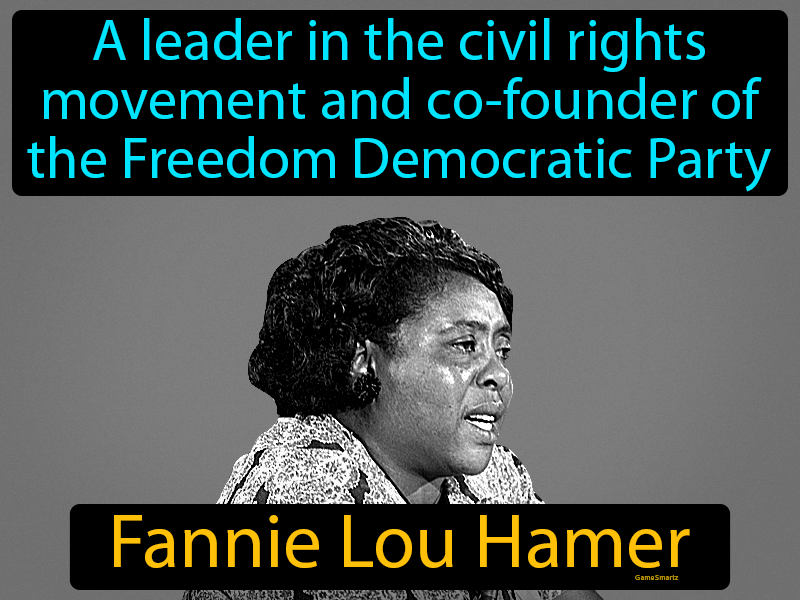 A leader in the civil rights
movement and co-founder of
the Freedom Democratic Party
Fannie Lou Hamer
GameSmartz